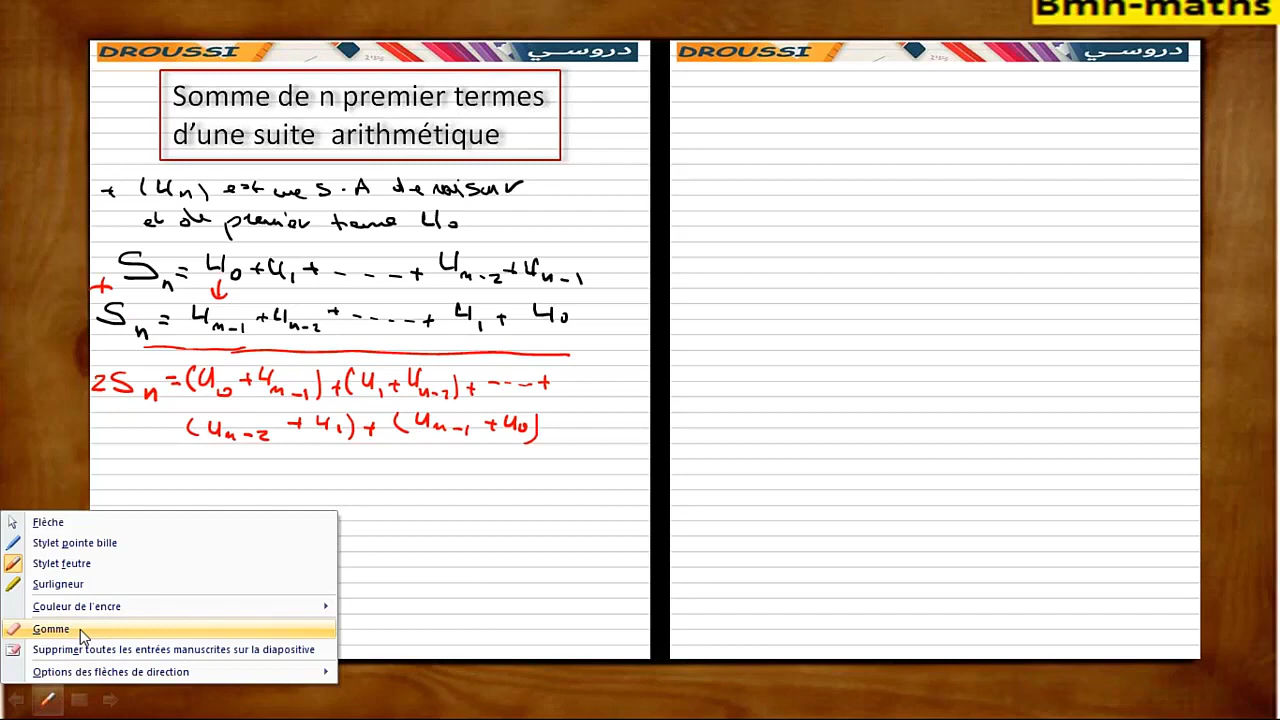 Bmn-maths
DROUSSI دروسي
DROUSSI دروسي
Somme de n premier termes
d'une suite arithmétique
+ (Un) est une S.A de raison r
et de premier terme U0
Sn = U0 + U1 + - - - - + Un-2 + Un-1
+
Sn = Un-1 + Un-2 + - - - - - + U1 + U0
2Sn = (U0 + Un-1) + (U1 + Un-2) + - - - - +
(Un-2 + U1) + (Un-1 + U0)
Flèche
Stylet pointe bille
Stylet feutre
Surligneur
Couleur de l'encre
Gomme
Supprimer toutes les entrées manuscrites sur la diapositive
Options des flèches de direction